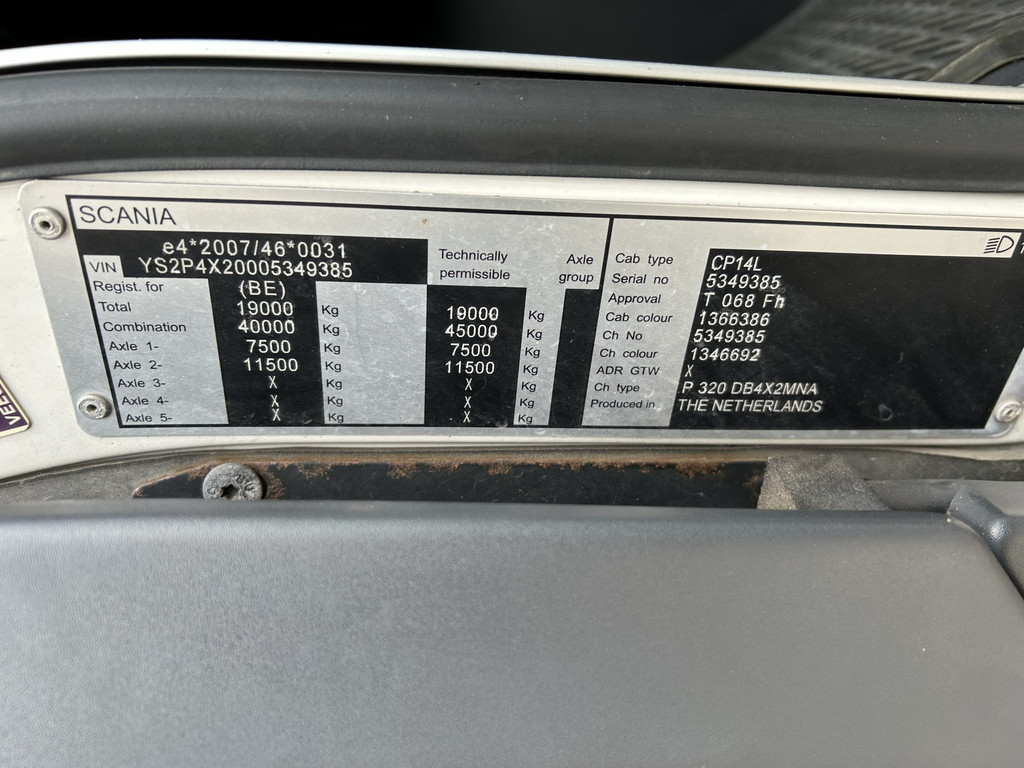 SCANIA
e4*2007/46*0031
VIN YS2P4X20005349385
Technically permissible
Axle group
Regist. for (BE)
Total 19000 Kg 19000 Kg
Combination 40000 Kg 45000 Kg
Axle 1- 7500 Kg 7500 Kg
Axle 2- 11500 Kg 11500 Kg
Axle 3- X Kg X Kg
Axle 4- X Kg X Kg
Axle 5- X Kg X Kg
Cab type CP14L
Serial no 5349385
Approval T 068 Fh
Cab colour 1366386
Ch No 5349385
Ch colour 1346692
ADR GTW X
Ch type P 320 DB4X2MNA
Produced in THE NETHERLANDS